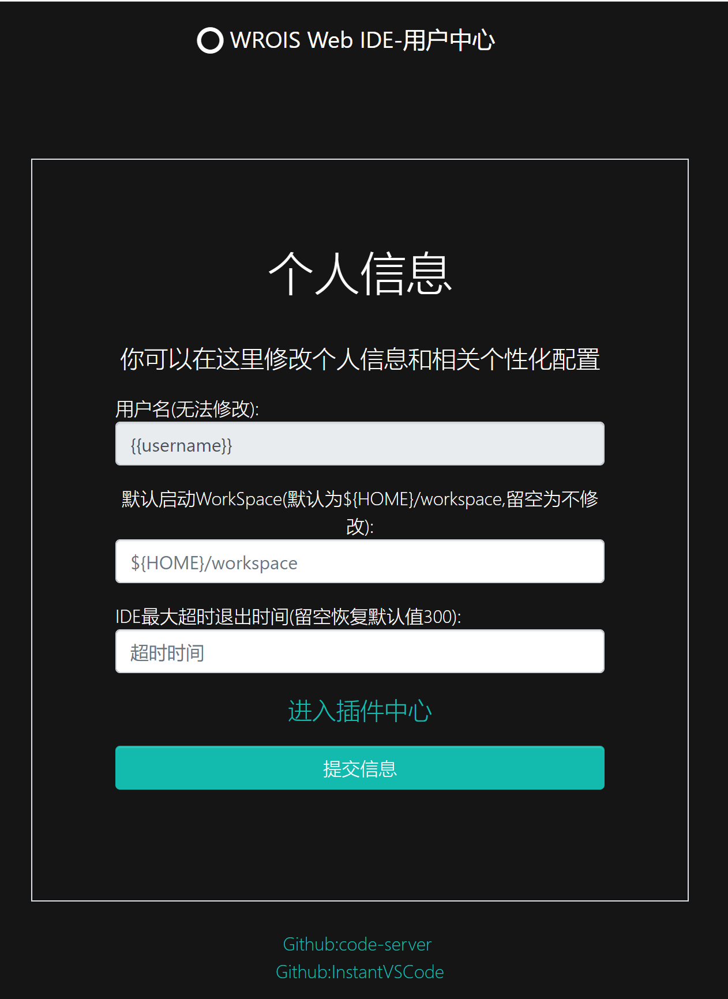 WROIS Web IDE-用户中心
个人信息
你可以在这里修改个人信息和相关个性化配置
用户名(无法修改):
{{username}}
默认启动WorkSpace(默认为${HOME}/workspace,留空为不修
改):
${HOME}/workspace
IDE最大超时退出时间(留空恢复默认值300):
超时时间
进入插件中心
提交信息
Github:code-server
Github:InstantVSCode